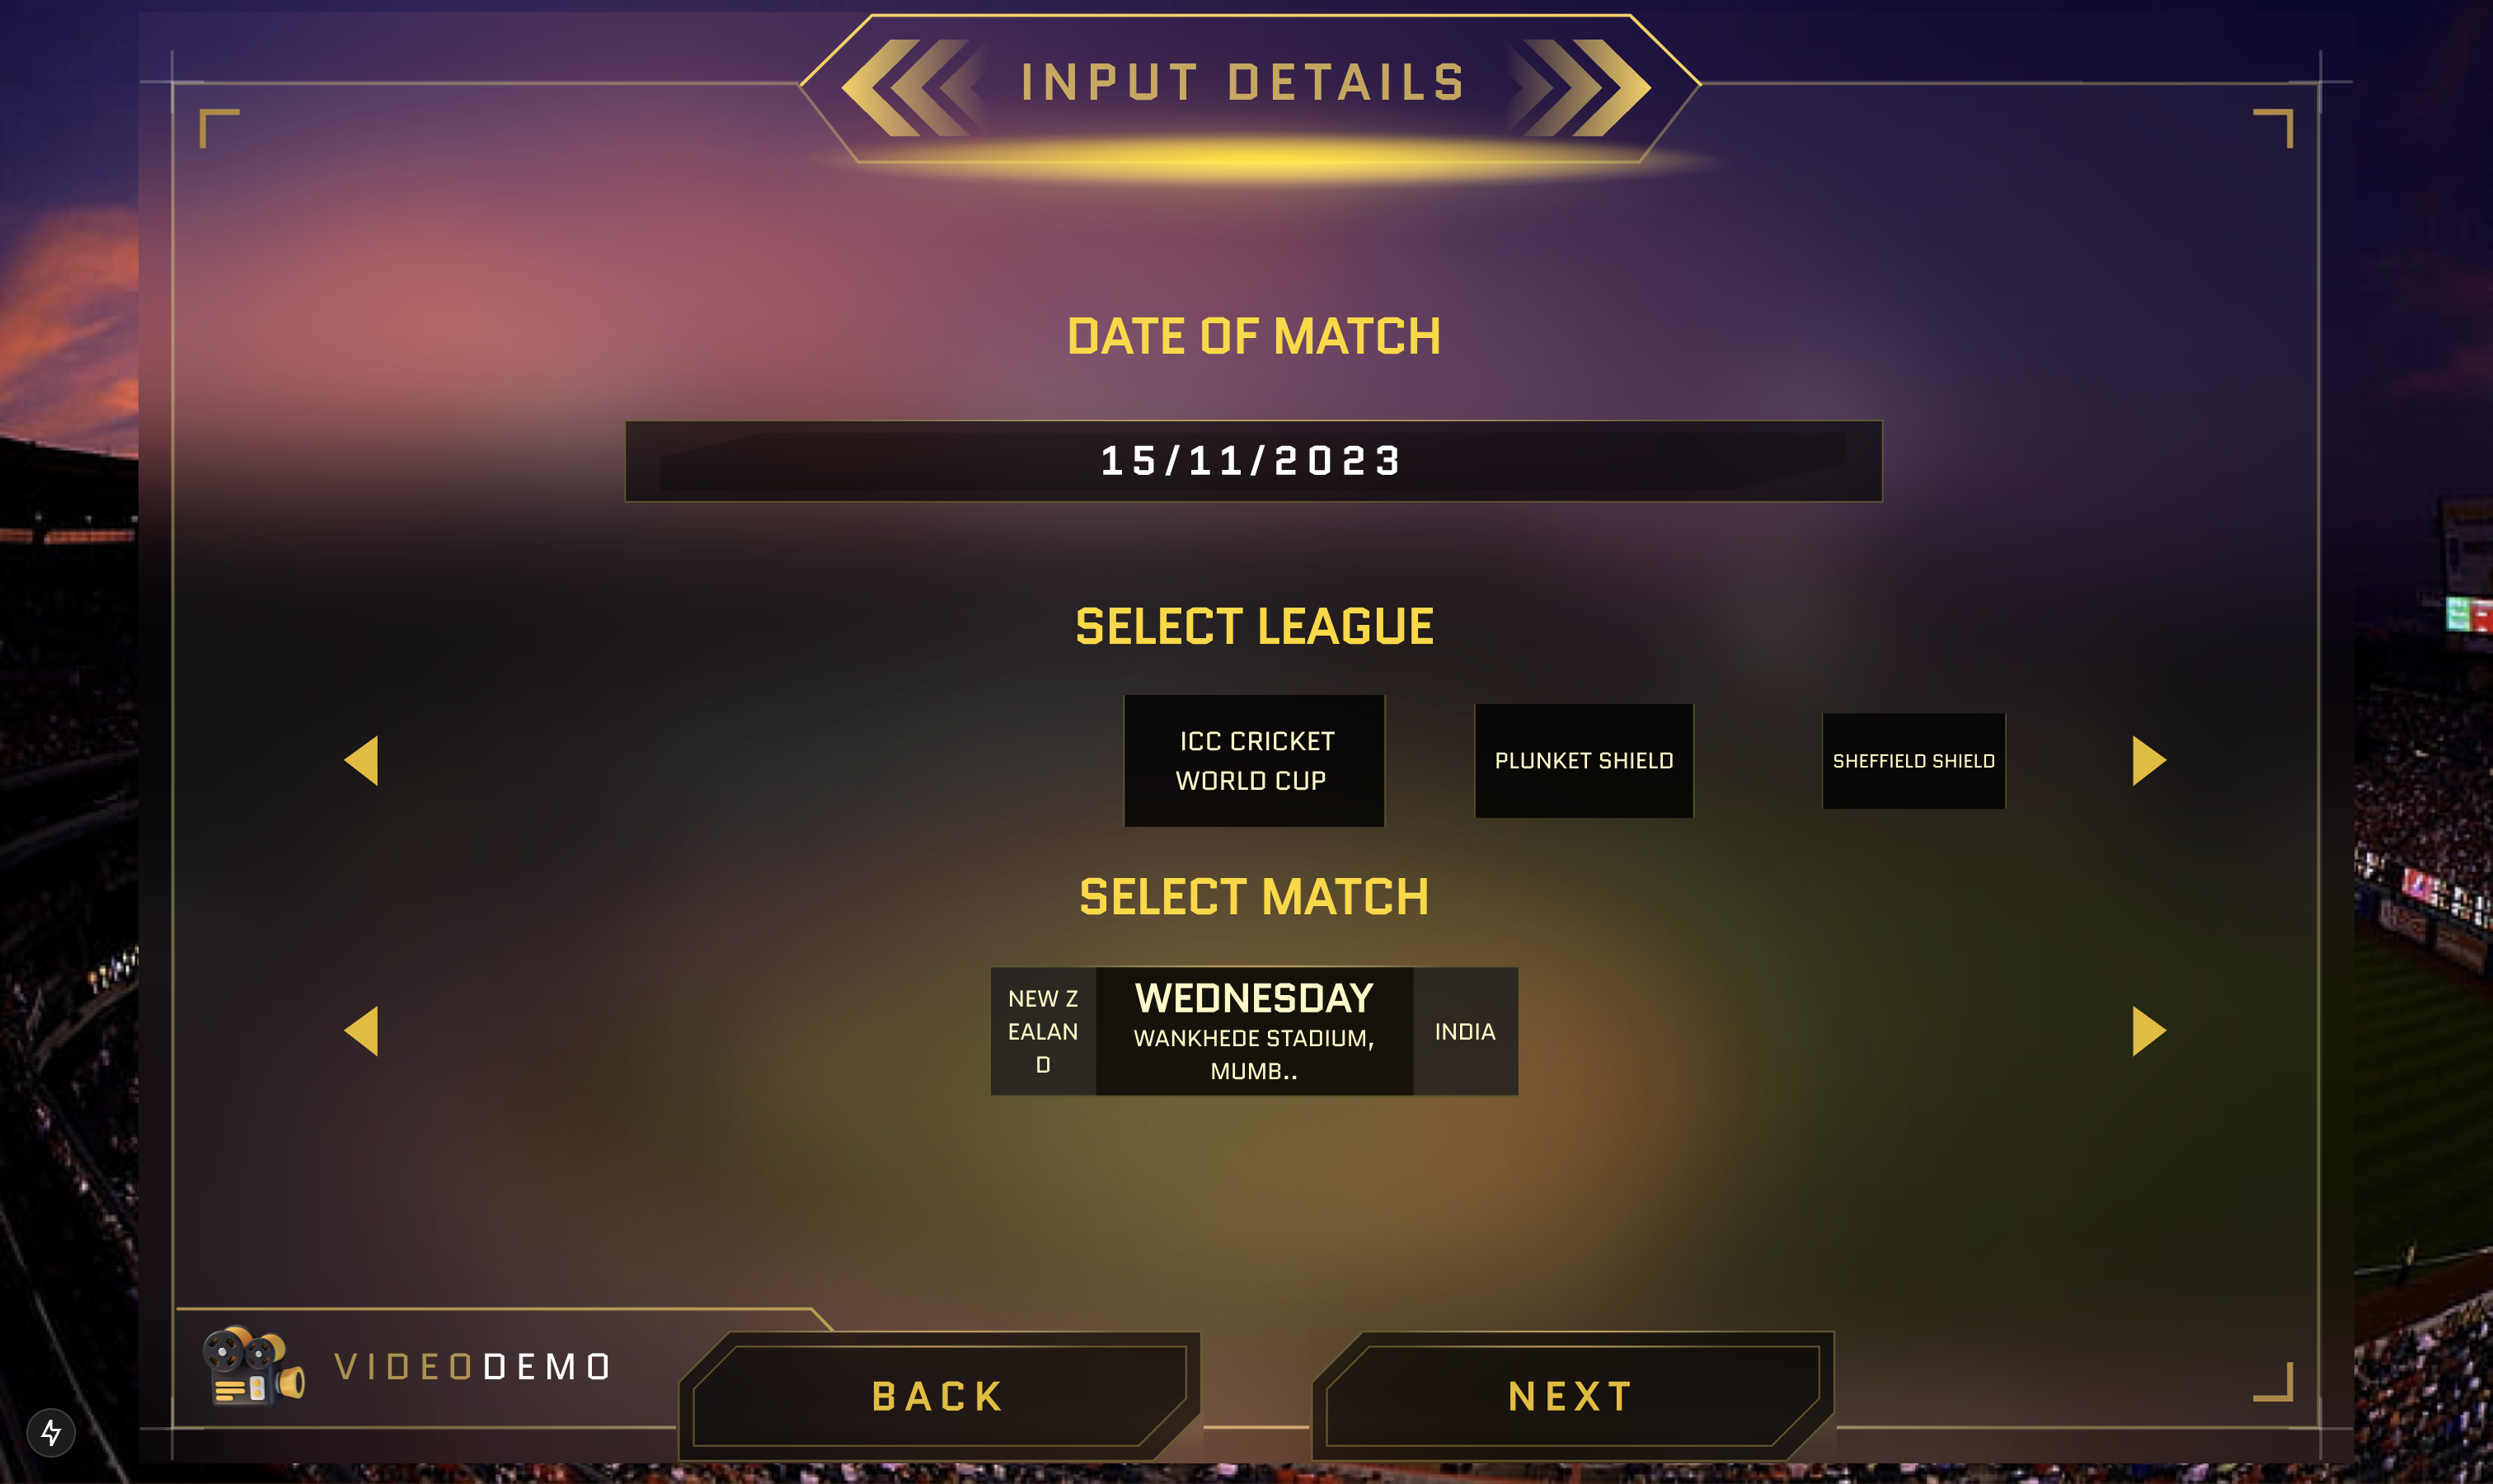 INPUT DETAILS
DATE OF MATCH
15/11/2023
SELECT LEAGUE
ICC CRICKET
WORLD CUP
PLUNKET SHIELD
SHEFFIELD SHIELD
SELECT MATCH
NEW Z
EALAN
D
WEDNESDAY
WANKHEDE STADIUM,
MUMB..
INDIA
VIDEODEMO
BACK
NEXT